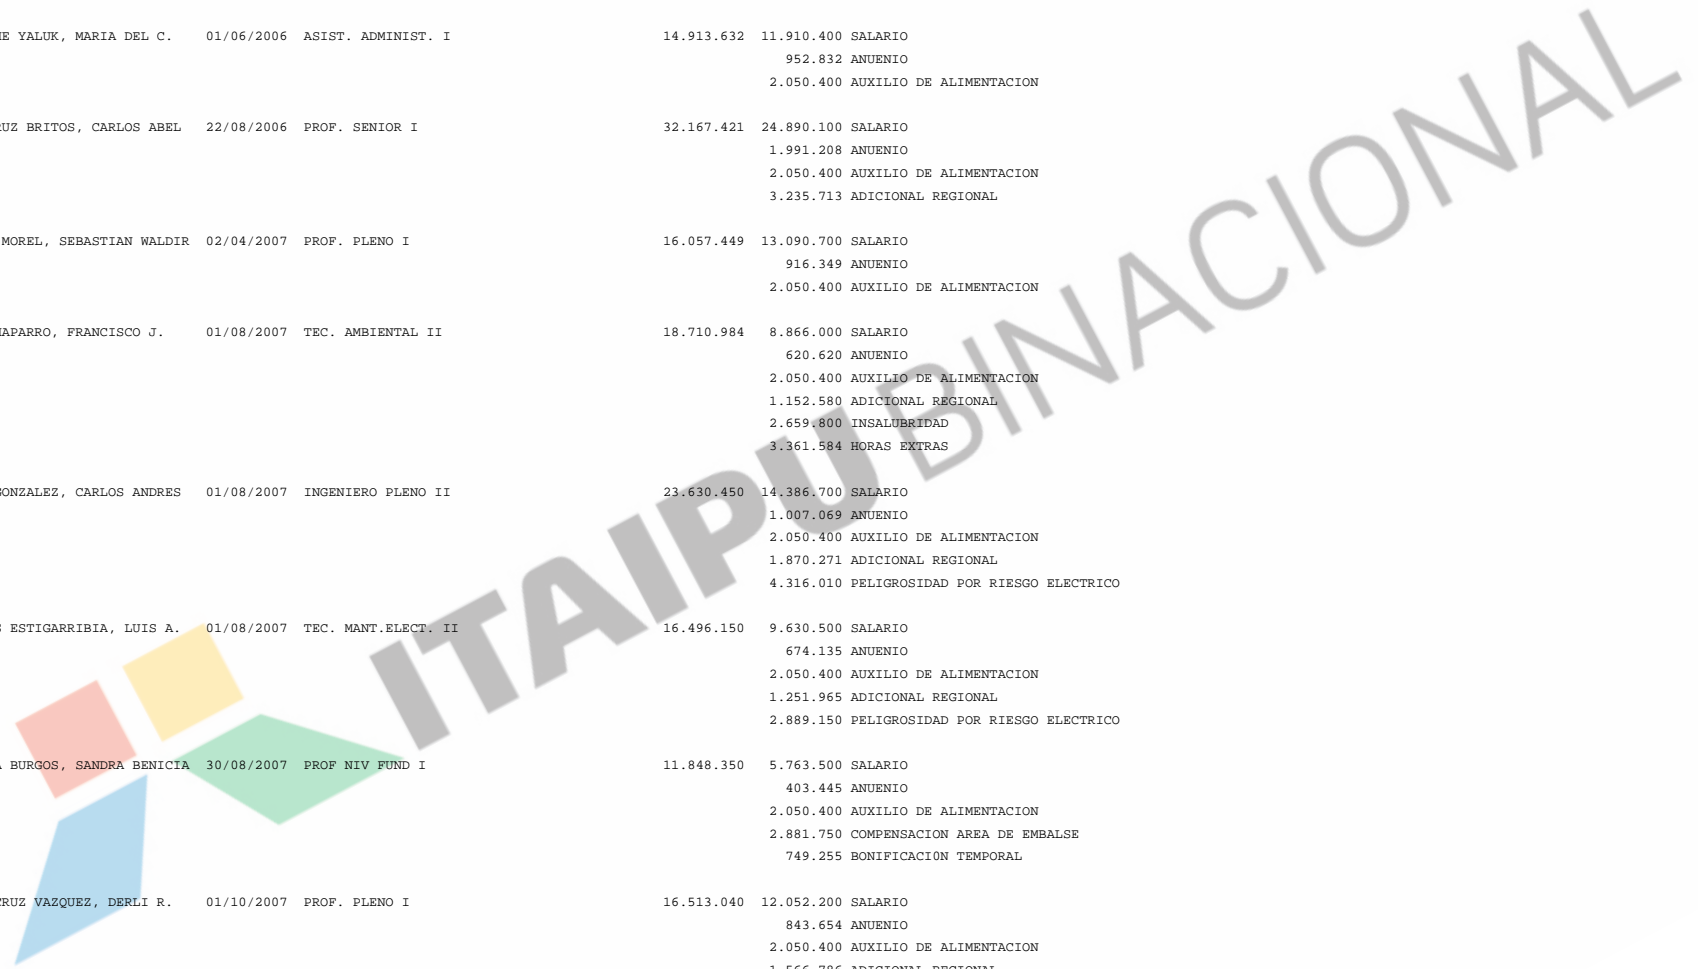 YALUK, MARIA DEL C. 01/06/2006 ASIST. ADMINIST. I 14.913.632 11.910.400 SALARIO
952.832 ANUENIO
2.050.400 AUXILIO DE ALIMENTACION
BRITOS, CARLOS ABEL 22/08/2006 PROF. SENIOR I 32.167.421 24.890.100 SALARIO
1.991.208 ANUENIO
2.050.400 AUXILIO DE ALIMENTACION
3.235.713 ADICIONAL REGIONAL
MOREL, SEBASTIAN WALDIR 02/04/2007 PROF. PLENO I 16.057.449 13.090.700 SALARIO
916.349 ANUENIO
2.050.400 AUXILIO DE ALIMENTACION
FRANCISCO J. 01/08/2007 TEC. AMBIENTAL II 18.710.984 8.866.000 SALARIO
620.620 ANUENIO
2.050.400 AUXILIO DE ALIMENTACION
1.152.580 ADICIONAL REGIONAL
2.659.800 INSALUBRIDAD
3.361.584 HORAS EXTRAS
GONZALEZ, CARLOS ANDRES 01/08/2007 INGENIERO PLENO II 23.630.450 14.386.700 SALARIO
1.007.069 ANUENIO
2.050.400 AUXILIO DE ALIMENTACION
1.870.271 ADICIONAL REGIONAL
4.316.010 PELIGROSIDAD POR RIESGO ELECTRICO
ESTIGARRIBIA, LUIS A. 01/08/2007 TEC. MANT.ELECT. II 16.496.150 9.630.500 SALARIO
674.135 ANUENIO
2.050.400 AUXILIO DE ALIMENTACION
1.251.965 ADICIONAL REGIONAL
2.889.150 PELIGROSIDAD POR RIESGO ELECTRICO
BURGOS, SANDRA BENICIA 30/08/2007 PROF NIV FUND I 11.848.350 5.763.500 SALARIO
403.445 ANUENIO
2.050.400 AUXILIO DE ALIMENTACION
2.881.750 COMPENSACION AREA DE EMBALSE
749.255 BONIFICACI0N TEMPORAL
VAZQUEZ, DERLI R. 01/10/2007 PROF. PLENO I 16.513.040 12.052.200 SALARIO
843.654 ANUENIO
2.050.400 AUXILIO DE ALIMENTACION
1.566.786 ADICIONAL REGIONAL
ITAIPU BINACIONAL